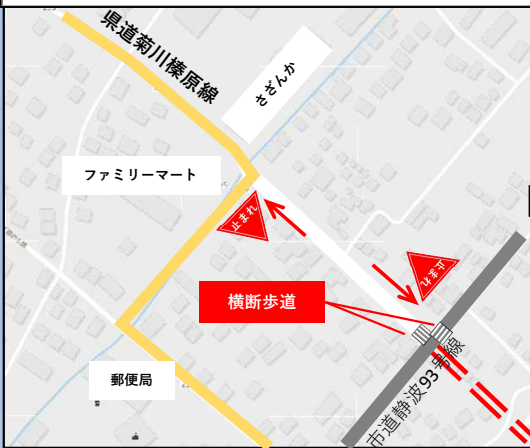 県道菊川榛原線
さざんか
ファミリーマート
止まれ
止まれ
横断歩道
郵便局
市道静波93号線